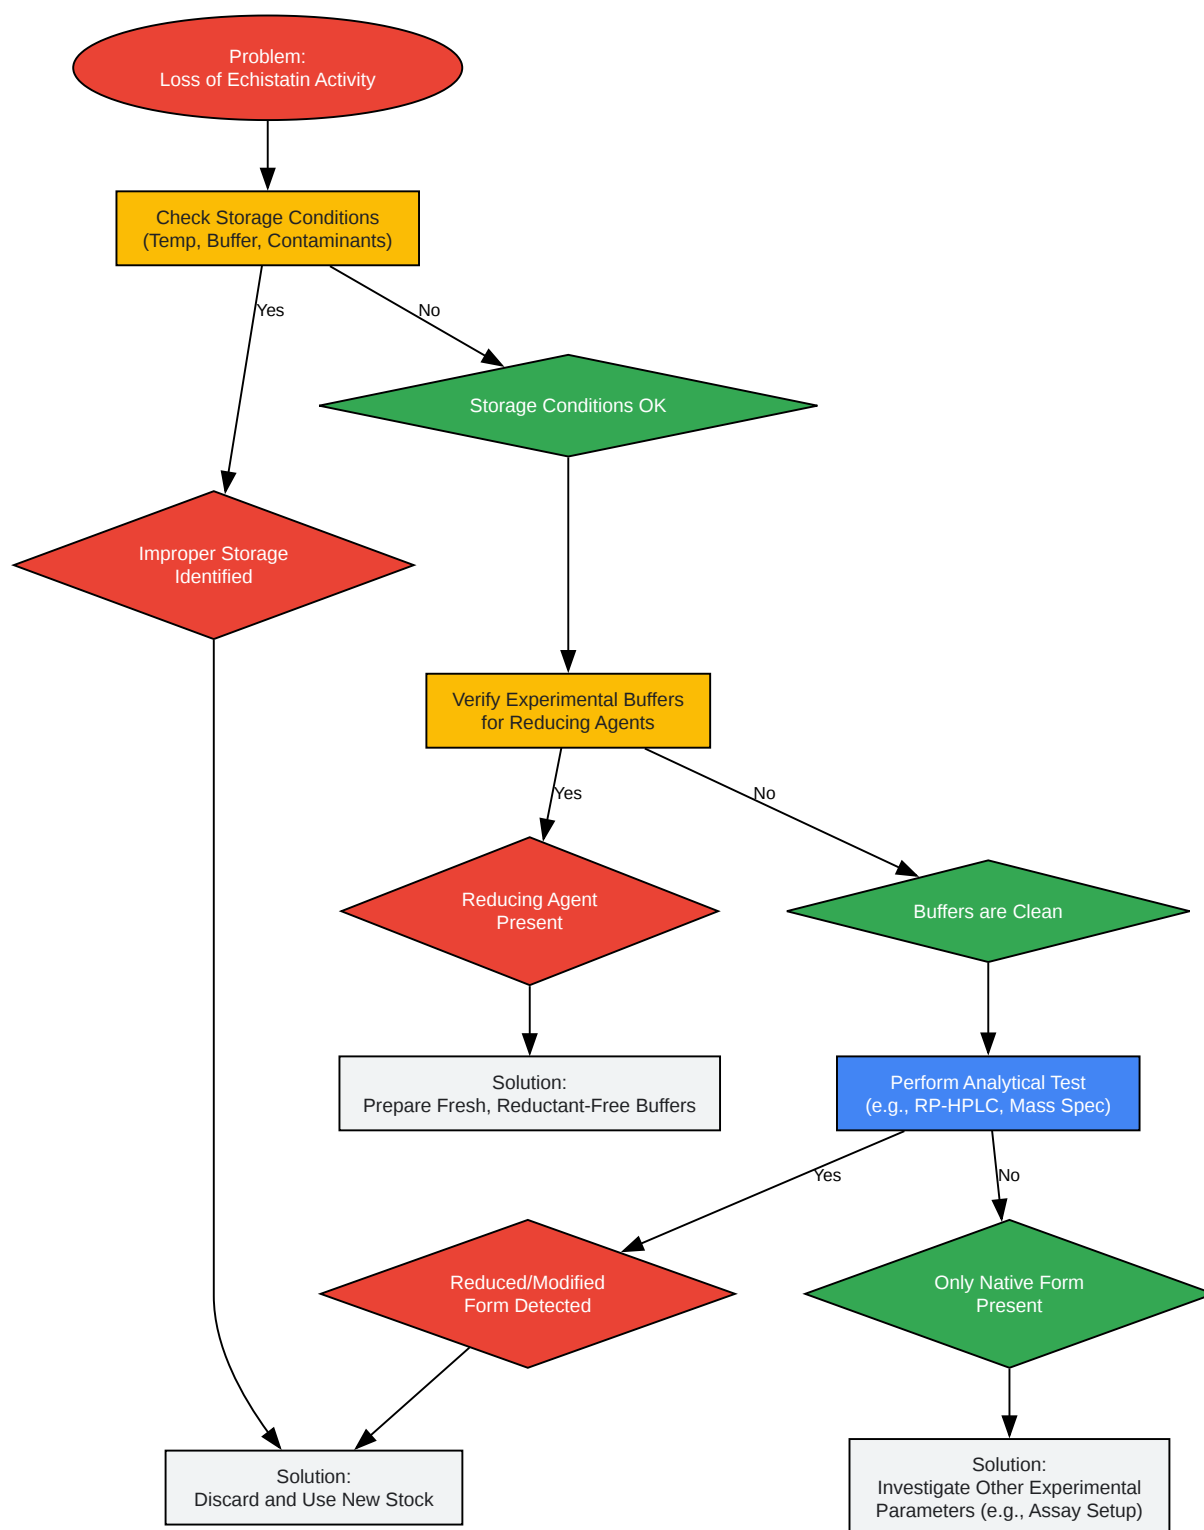 Problem:
Loss of Echistatin Activity
Check Storage Conditions
(Temp, Buffer, Contaminants)
Yes
No
Storage Conditions OK
Improper Storage
Identified
Verify Experimental Buffers
for Reducing Agents
Yes
No
Reducing Agent
Present
Buffers are Clean
Solution:
Prepare Fresh, Reductant-Free Buffers
Perform Analytical Test
(e.g., RP-HPLC, Mass Spec)
Yes
No
Reduced/Modified
Form Detected
Only Native Form
Present
Solution:
Discard and Use New Stock
Solution:
Investigate Other Experimental
Parameters (e.g., Assay Setup)